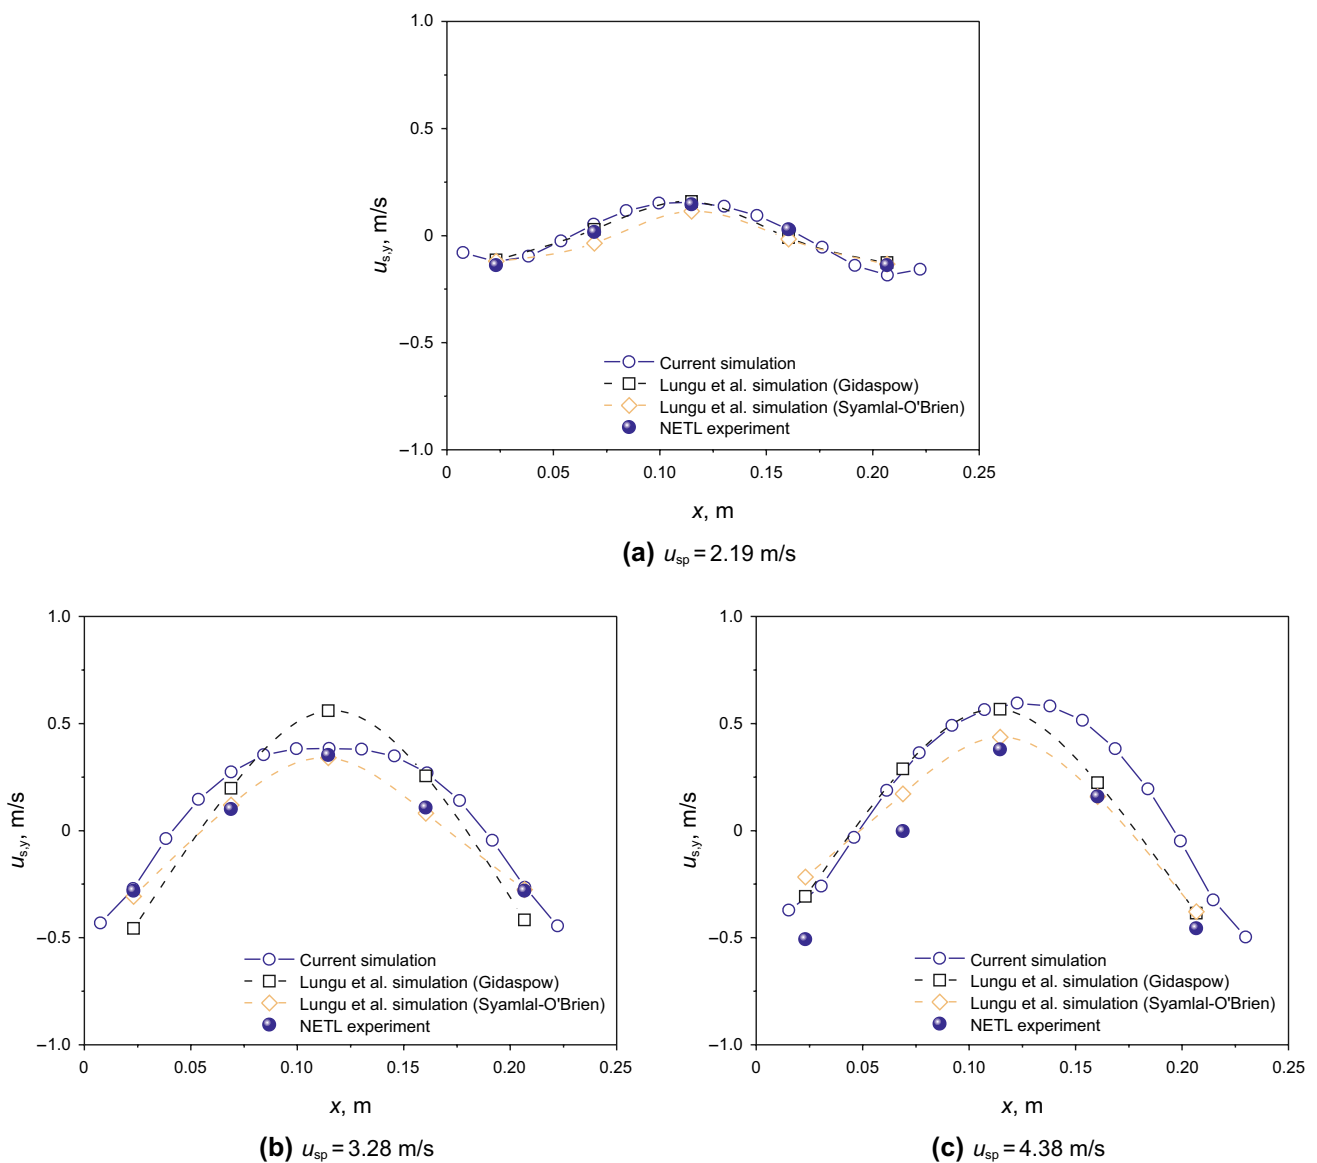 1.0
0.5
0
−0.5
−1.0
u_s,y, m/s
Current simulation
Lungu et al. simulation (Gidaspow)
Lungu et al. simulation (Syamlal-O'Brien)
NETL experiment
0 0.05 0.10 0.15 0.20 0.25
x, m
(a) u_sp = 2.19 m/s
1.0
0.5
0
−0.5
−1.0
u_s,y, m/s
Current simulation
Lungu et al. simulation (Gidaspow)
Lungu et al. simulation (Syamlal-O'Brien)
NETL experiment
0 0.05 0.10 0.15 0.20 0.25
x, m
(b) u_sp = 3.28 m/s
1.0
0.5
0
−0.5
−1.0
u_s,y, m/s
Current simulation
Lungu et al. simulation (Gidaspow)
Lungu et al. simulation (Syamlal-O'Brien)
NETL experiment
0 0.05 0.10 0.15 0.20 0.25
x, m
(c) u_sp = 4.38 m/s